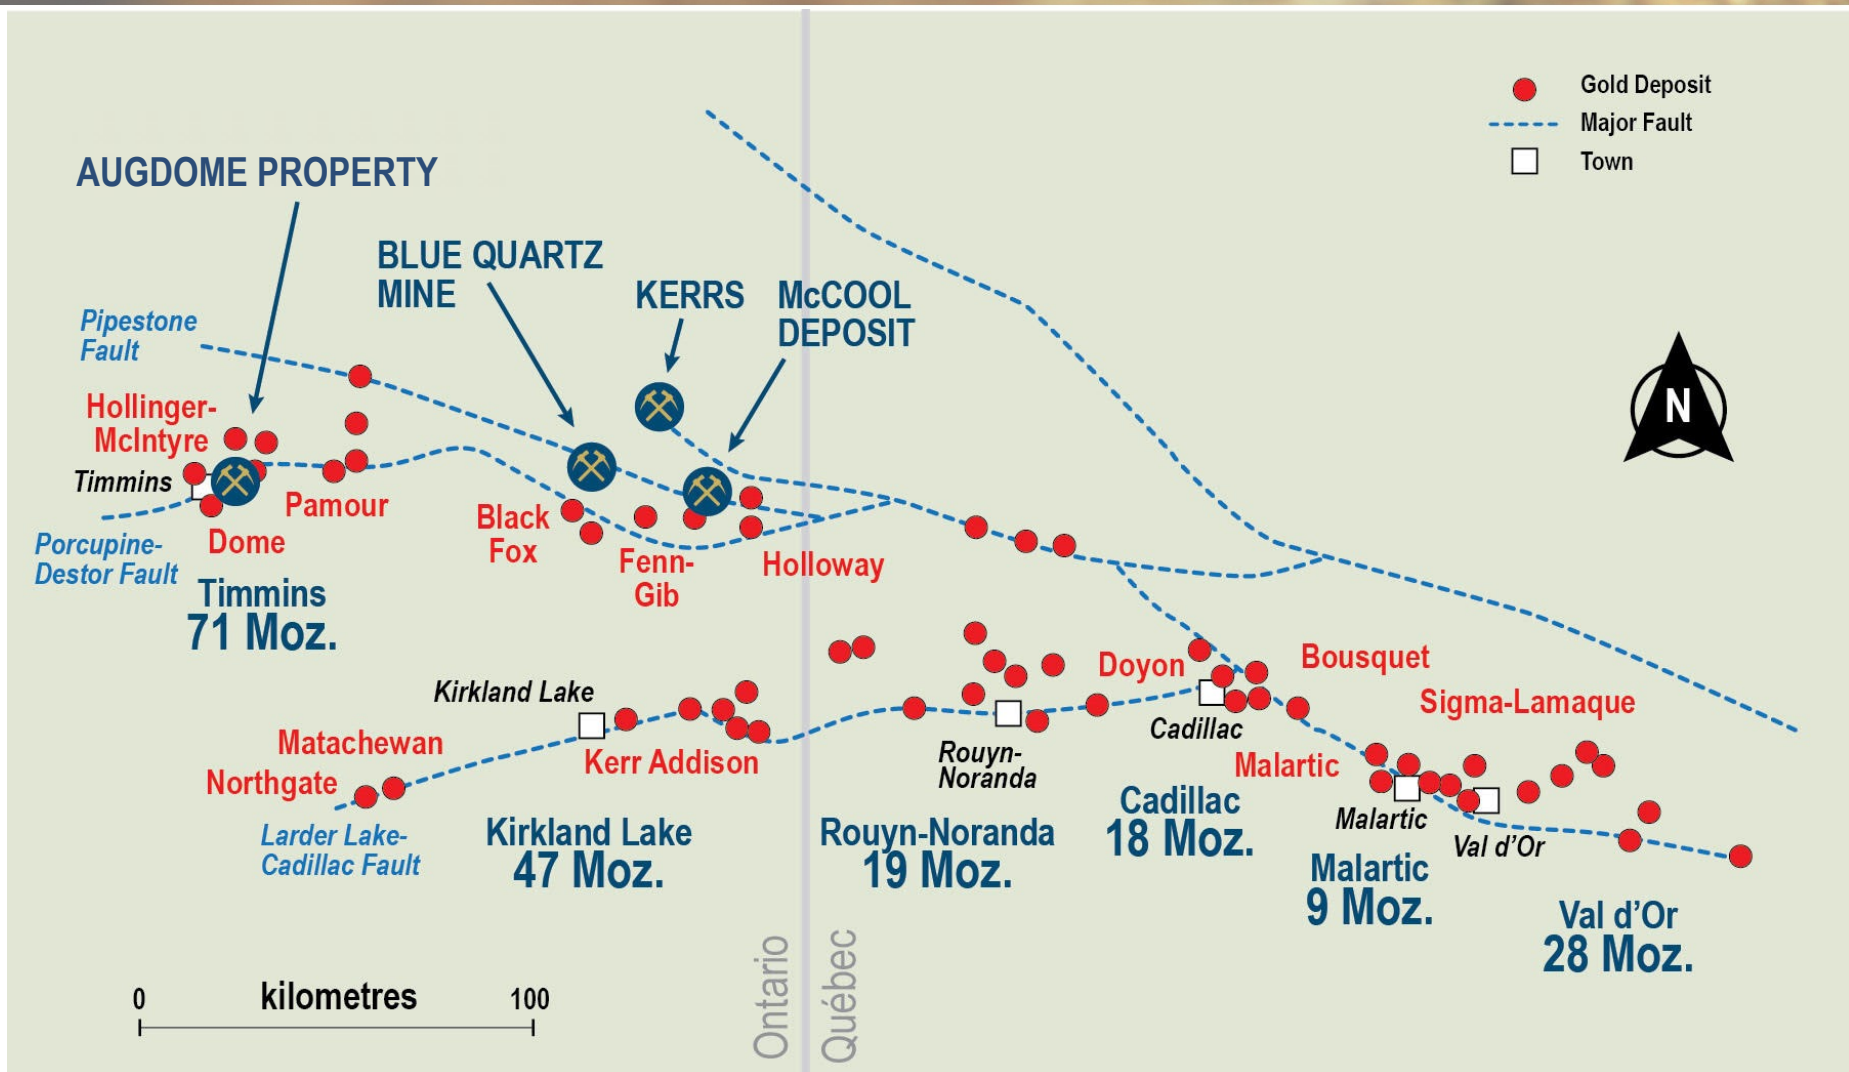 Gold Deposit
Major Fault
Town
AUGDOME PROPERTY
BLUE QUARTZ
MINE
KERRS
McCOOL
DEPOSIT
Pipestone
Fault
Hollinger-
McIntyre
Timmins
Pamour
Dome
Porcupine-
Destor Fault
Timmins
71 Moz.
Black
Fox
Fenn-
Gib
Holloway
N
Kirkland Lake
Matachewan
Northgate
Kerr Addison
Larder Lake-
Cadillac Fault
Kirkland Lake
47 Moz.
Rouyn-
Noranda
Rouyn-Noranda
19 Moz.
Doyon
Bousquet
Cadillac
Sigma-Lamaque
Malartic
Cadillac
18 Moz.
Malartic
Val d'Or
Malartic
9 Moz.
Val d'Or
28 Moz.
0 kilometres 100
Ontario
Québec